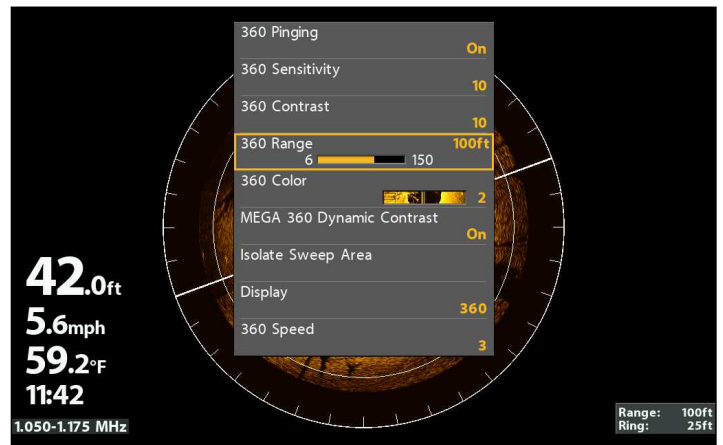 360 Pinging
On
360 Sensitivity
10
360 Contrast
10
360 Range 100ft
6 150
360 Color
2
MEGA 360 Dynamic Contrast
On
Isolate Sweep Area
Display
360
360 Speed
3
42.0ft
5.6mph
59.2°F
11:42
1.050-1.175 MHz
Range: 100ft
Ring: 25ft